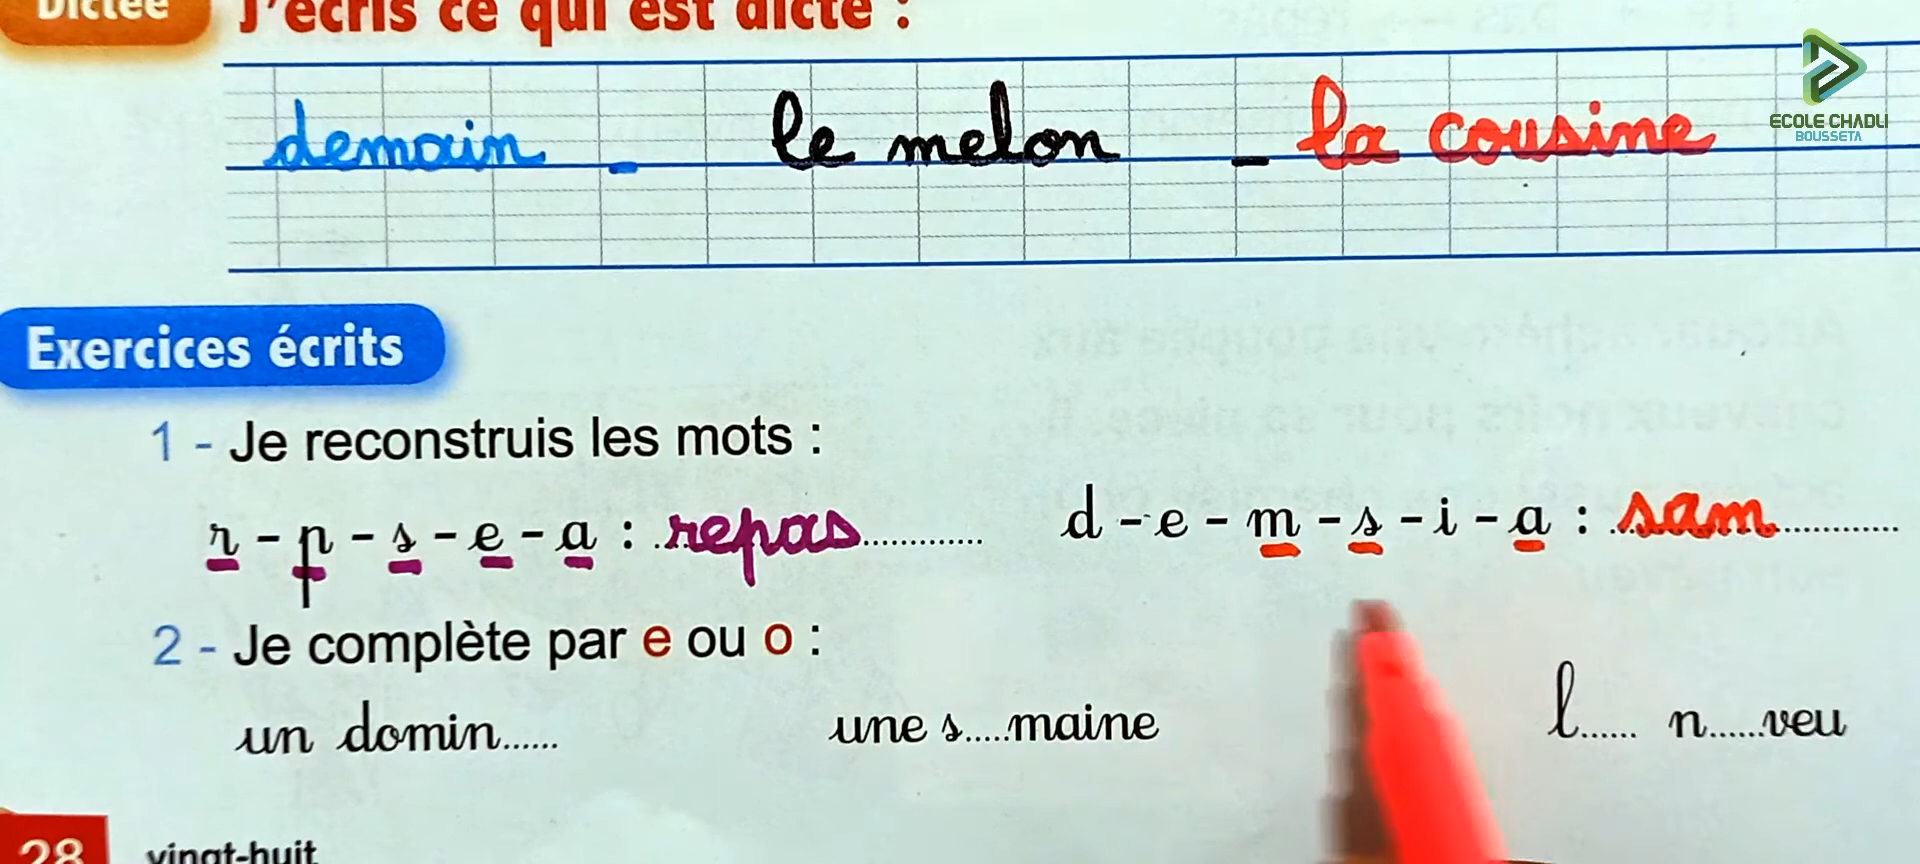 Dictée J'écris ce qui est dicté :
ECOLE CHADLI
BOUSSETA
demain - le melon - la cousine
Exercices écrits
1 - Je reconstruis les mots :
r - p - s - e - a : repas............ d - e - m - s - i - a : sam............
2 - Je complète par e ou o :
un domin...... une s.....maine l...... n......veu
28 vingt-huit